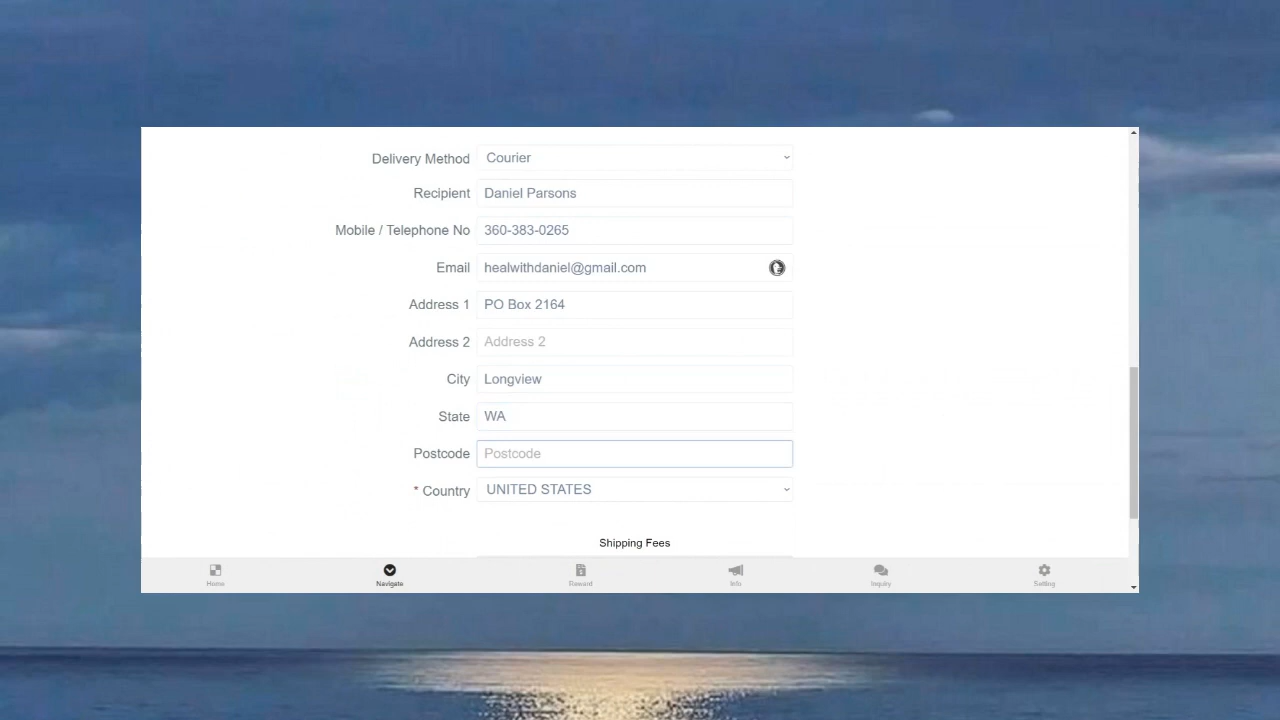 Delivery Method Courier
Recipient Daniel Parsons
Mobile / Telephone No 360-383-0265
Email healwithdaniel@gmail.com
Address 1 PO Box 2164
Address 2 Address 2
City Longview
State WA
Postcode Postcode
* Country UNITED STATES
Shipping Fees
Home Navigate Reward Info Inquiry Setting